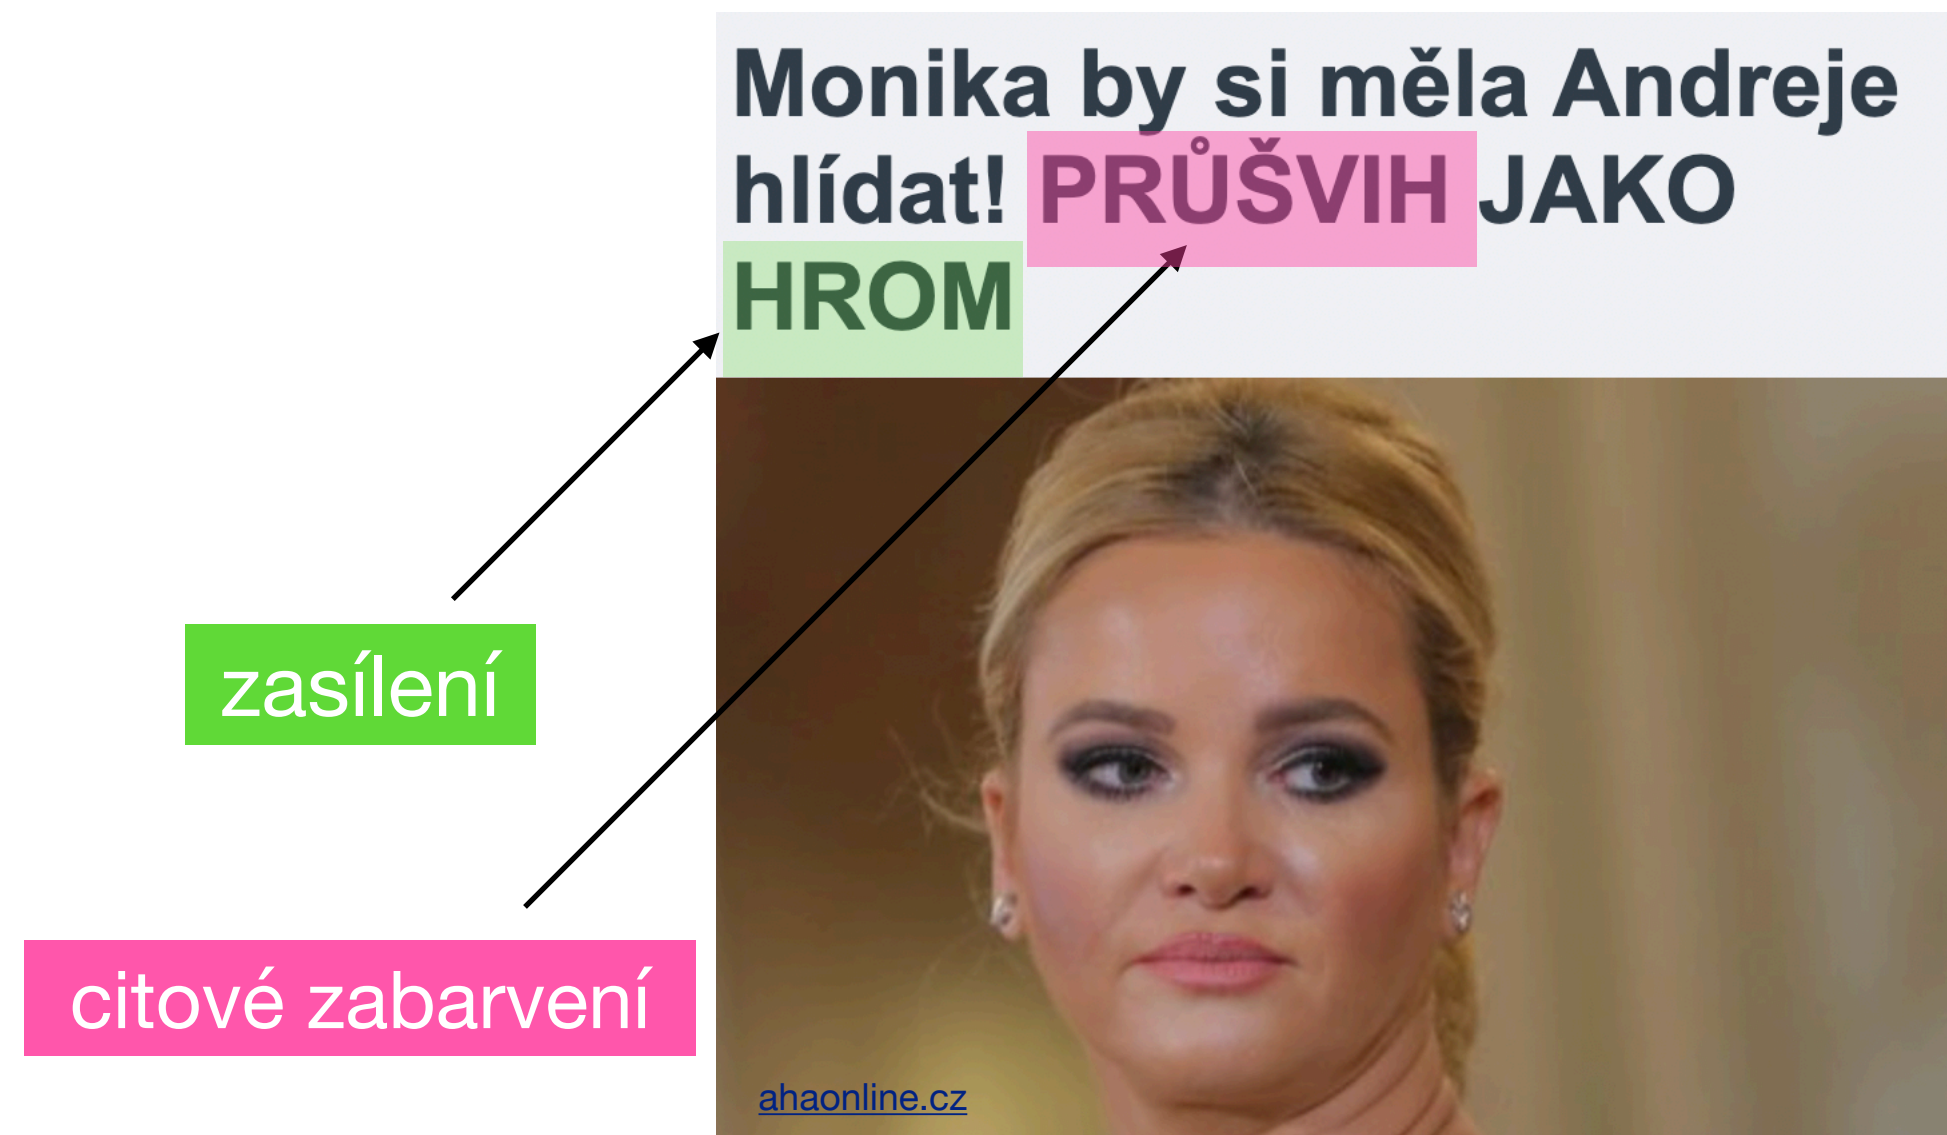 Monika by si měla Andreje
hlídat! PRŮŠVIH JAKO
HROM
zasílení
citové zabarvení
ahaonline.cz